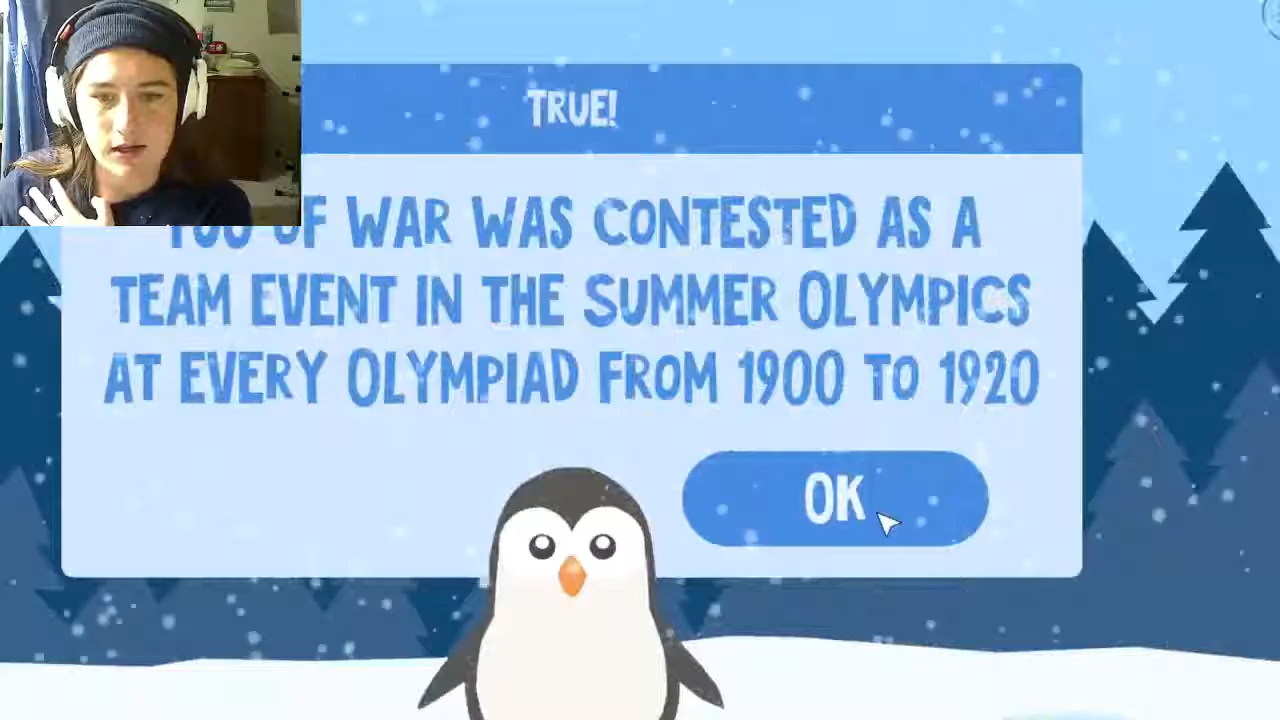 TRUE!
OF WAR WAS CONTESTED AS A
TEAM EVENT IN THE SUMMER OLYMPICS
AT EVERY OLYMPIAD FROM 1900 TO 1920
OK